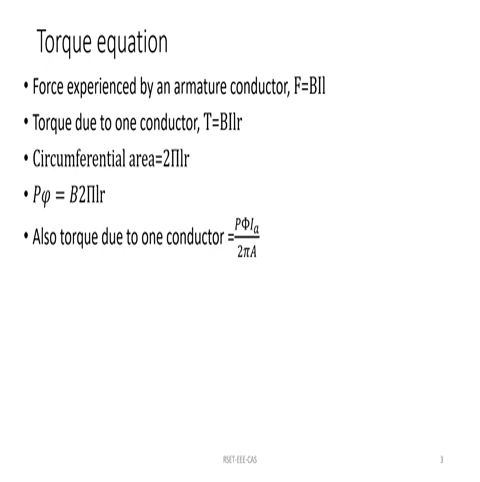 Torque equation
• Force experienced by an armature conductor, F=BIl
• Torque due to one conductor, T=BIlr
• Circumferential area=2Πlr
• Pφ = B2Πlr
• Also torque due to one conductor =PΦIₐ/2πA
RSET-EEE-CAS 3